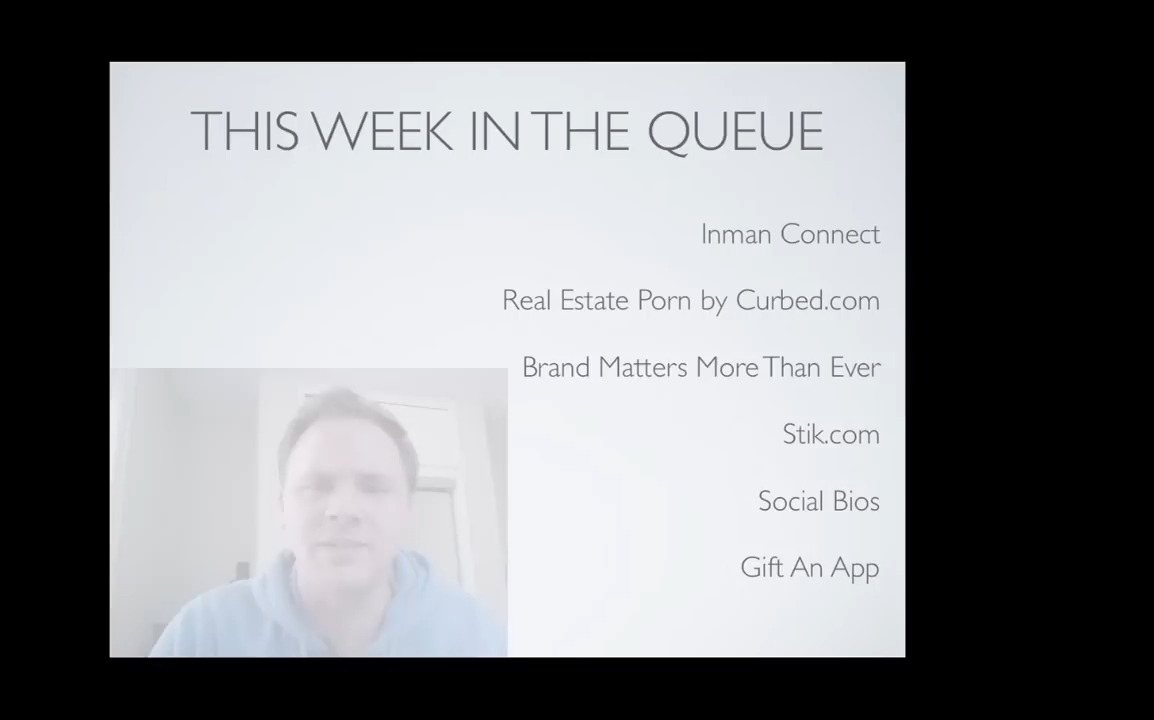 THIS WEEK IN THE QUEUE
Inman Connect
Real Estate Porn by Curbed.com
Brand Matters More Than Ever
Stik.com
Social Bios
Gift An App